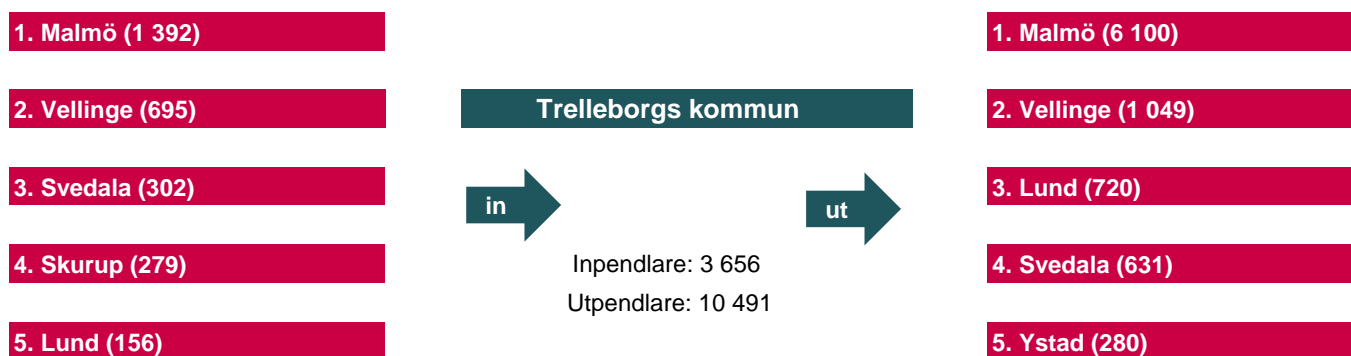 1. Malmö (1 392)
2. Vellinge (695)
3. Svedala (302)
4. Skurup (279)
5. Lund (156)
Trelleborgs kommun
in
ut
Inpendlare: 3 656
Utpendlare: 10 491
1. Malmö (6 100)
2. Vellinge (1 049)
3. Lund (720)
4. Svedala (631)
5. Ystad (280)